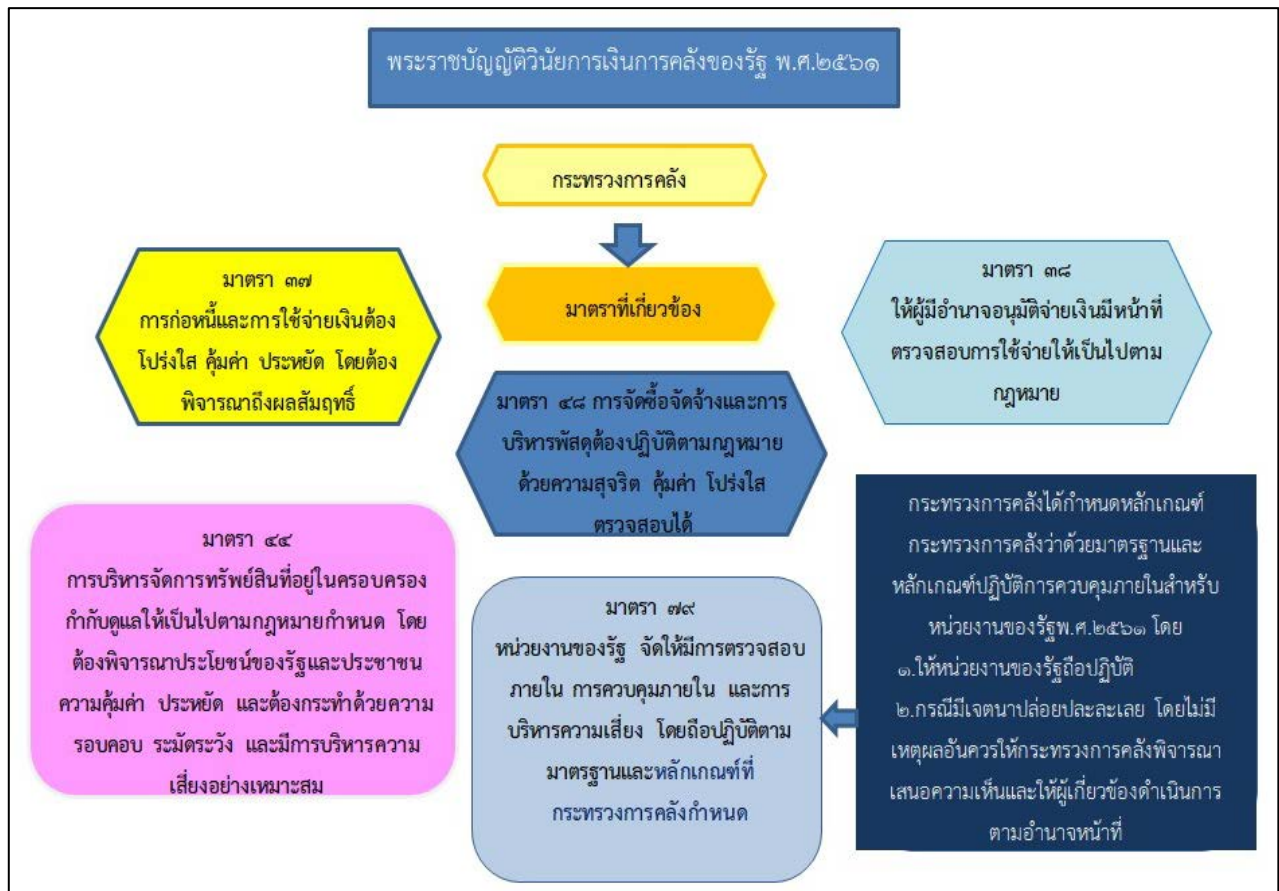 พระราชบัญญัติวินัยการเงินการคลังของรัฐ พ.ศ.๒๕๖๑
กระทรวงการคลัง
มาตราที่เกี่ยวข้อง
มาตรา ๓๗
การก่อหนี้และการใช้จ่ายเงินต้อง
โปร่งใส คุ้มค่า ประหยัด โดยต้อง
พิจารณาถึงผลสัมฤทธิ์
มาตรา ๓๘
ให้ผู้มีอำนาจอนุมัติจ่ายเงินมีหน้าที่
ตรวจสอบการใช้จ่ายให้เป็นไปตาม
กฎหมาย
มาตรา ๔๘ การจัดซื้อจัดจ้างและการ
บริหารพัสดุต้องปฏิบัติตามกฎหมาย
ด้วยความสุจริต คุ้มค่า โปร่งใส
ตรวจสอบได้
มาตรา ๔๔
การบริหารจัดการทรัพย์สินที่อยู่ในครอบครอง
กำกับดูแลให้เป็นไปตามกฎหมายกำหนด โดย
ต้องพิจารณาประโยชน์ของรัฐและประชาชน
ความคุ้มค่า ประหยัด และต้องกระทำด้วยความ
รอบคอบ ระมัดระวัง และมีการบริหารความ
เสี่ยงอย่างเหมาะสม
มาตรา ๗๙
หน่วยงานของรัฐ จัดให้มีการตรวจสอบ
ภายใน การควบคุมภายใน และการ
บริหารความเสี่ยง โดยถือปฏิบัติตาม
มาตรฐานและหลักเกณฑ์ที่
กระทรวงการคลังกำหนด
กระทรวงการคลังได้กำหนดหลักเกณฑ์
กระทรวงการคลังว่าด้วยมาตรฐานและ
หลักเกณฑ์ปฏิบัติการควบคุมภายในสำหรับ
หน่วยงานของรัฐพ.ศ.๒๕๖๑ โดย
๑.ให้หน่วยงานของรัฐถือปฏิบัติ
๒.กรณีมีเจตนาปล่อยปละละเลย โดยไม่มี
เหตุผลอันควรให้กระทรวงการคลังพิจารณา
เสนอความเห็นและให้ผู้เกี่ยวข้องดำเนินการ
ตามอำนาจหน้าที่